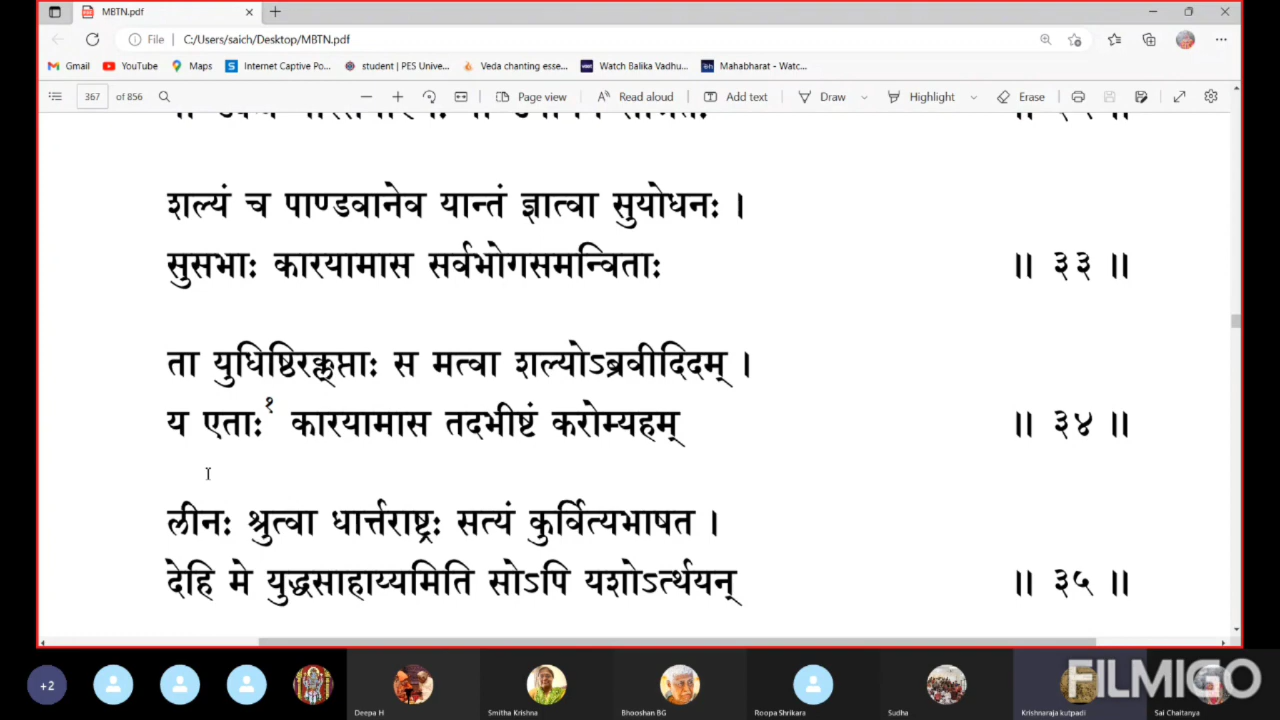 MBTN.pdf
File C:/Users/saich/Desktop/MBTN.pdf
Gmail YouTube Maps Internet Captive Po... student | PES Unive... Veda chanting esse... Watch Balika Vadhu... Mahabharat - Watc...
367 of 856 Page view Read aloud Add text Draw Highlight Erase
शल्यं च पाण्डवानेव यान्तं ज्ञात्वा सुयोधनः ।
सुसभाः कारयामास सर्वभोगसमन्विताः ॥ ३३ ॥
ता युधिष्ठिरक्लृप्ताः स मत्वा शल्योऽब्रवीदिदम् ।
य एताः१ कारयामास तदभीष्टं करोम्यहम् ॥ ३४ ॥
लीनः श्रुत्वा धार्त्तराष्ट्रः सत्यं कुर्वित्यभाषत ।
देहि मे युद्धसाहाय्यमिति सोऽपि यशोऽर्त्थयन् ॥ ३५ ॥
+2 Deepa H Smitha Krishna Bhooshan BG Roopa Shrikara Sudha Krishnaraja kutpadi Sai Chaitanya
FILMIGO